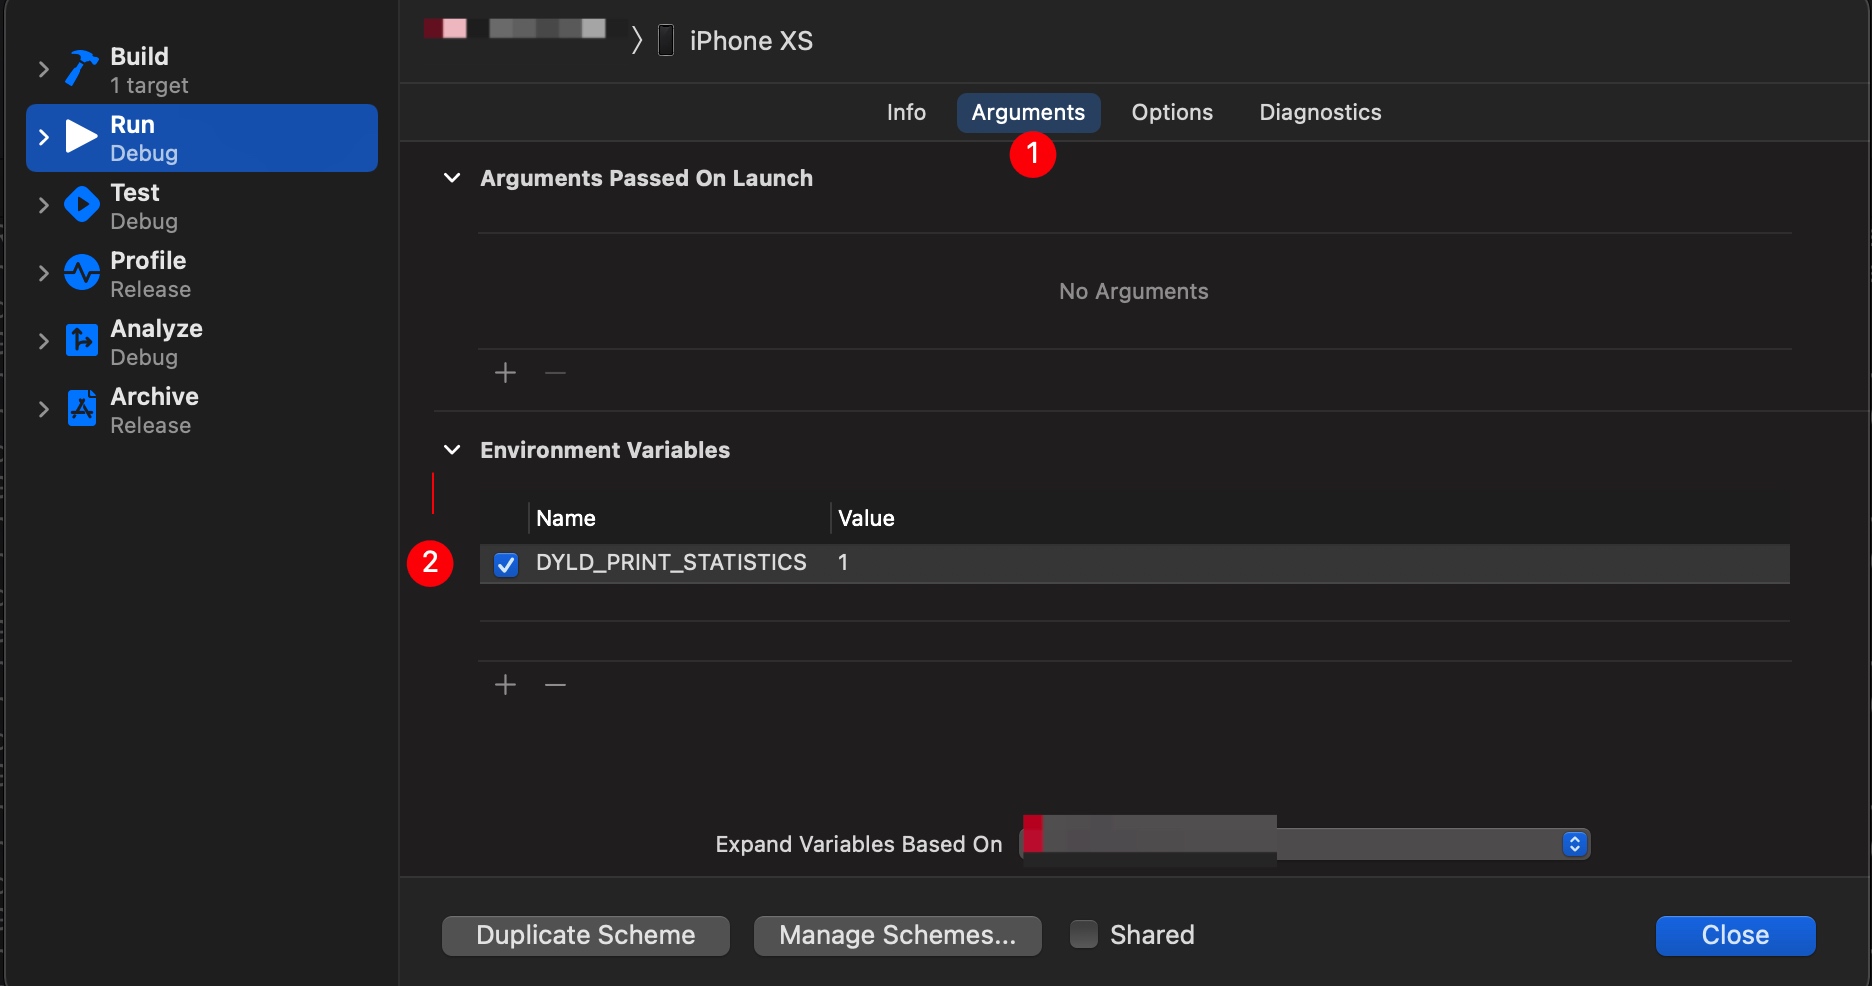 Build
1 target
Run
Debug
Test
Debug
Profile
Release
Analyze
Debug
Archive
Release
iPhone XS
Info
Arguments
Options
Diagnostics
1
Arguments Passed On Launch
No Arguments
Environment Variables
Name
Value
2
DYLD_PRINT_STATISTICS
1
Expand Variables Based On
Duplicate Scheme
Manage Schemes...
Shared
Close